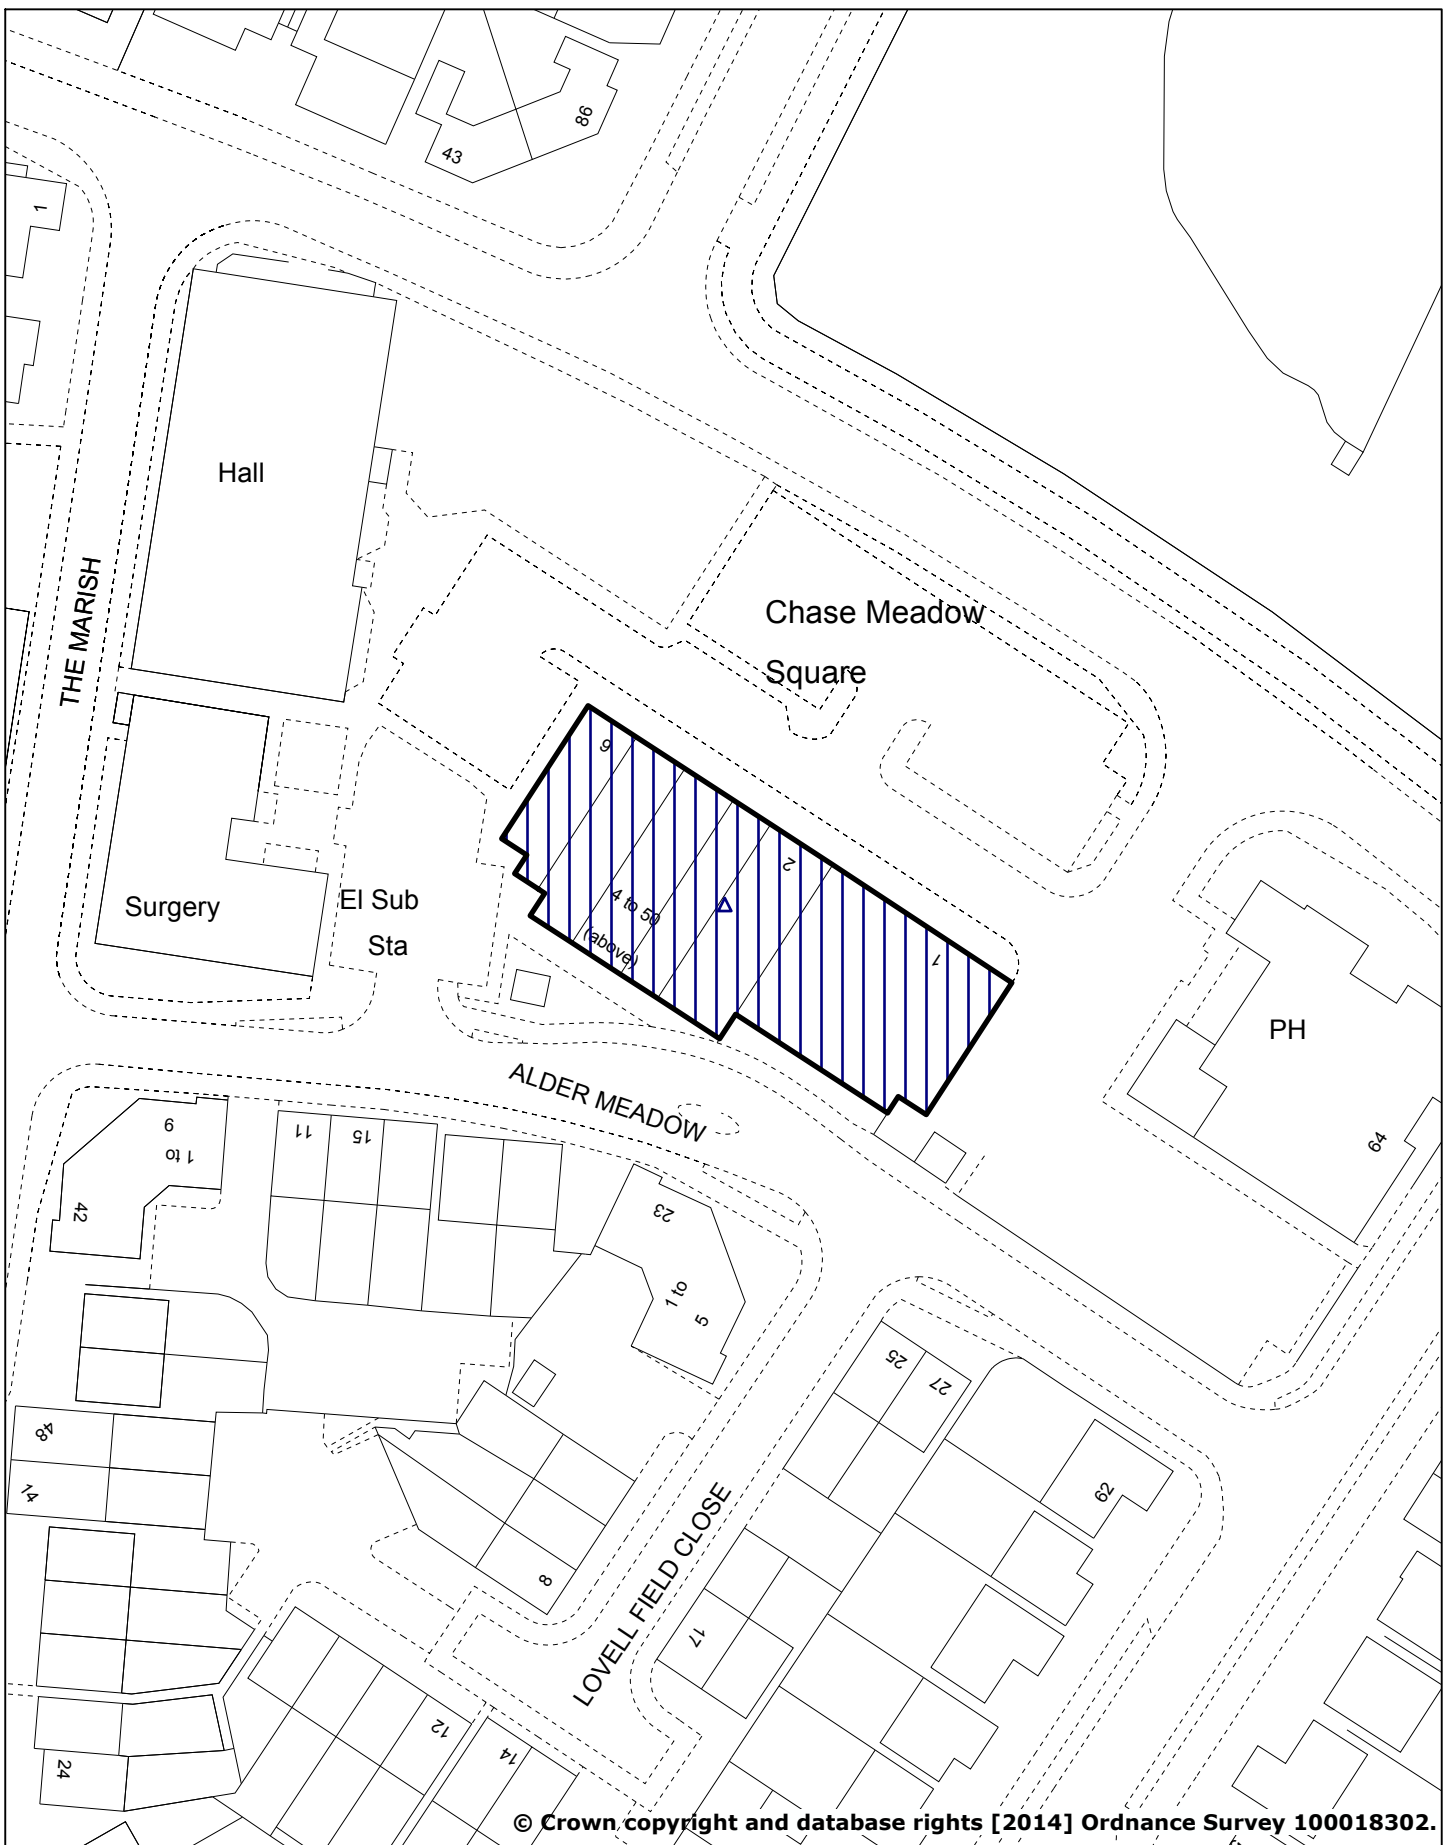 86
43
1
Hall
THE MARISH
Chase Meadow
Square
6
2
4 to 50
(above)
1
Surgery
El Sub
Sta
PH
ALDER MEADOW
64
1 to
9
11
15
42
23
1 to
5
25
27
48
74
62
8
LOVELL FIELD CLOSE
17
12
14
24
© Crown copyright and database rights [2014] Ordnance Survey 100018302.